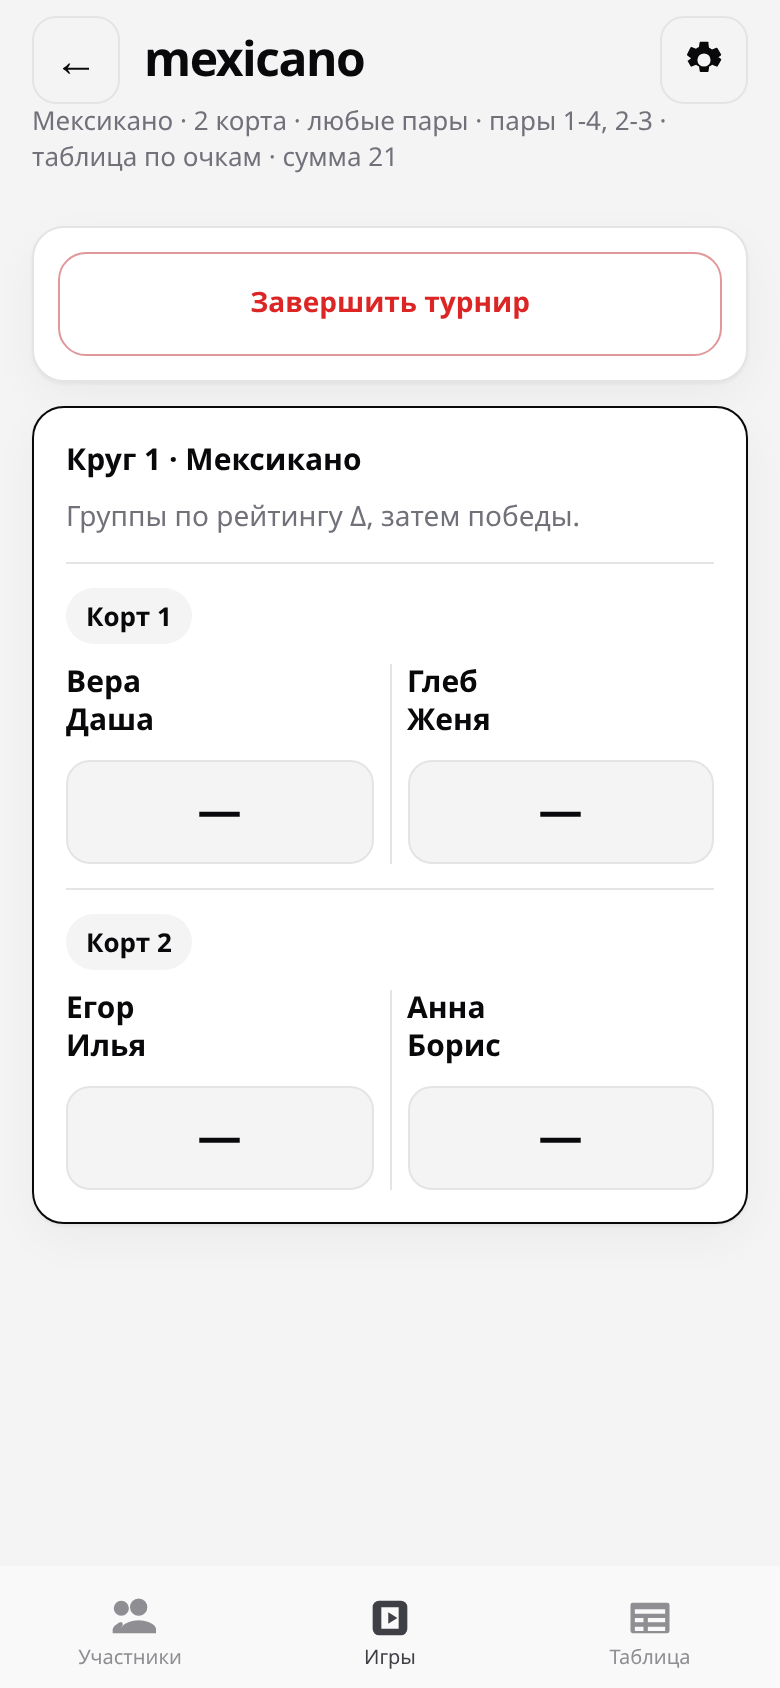 ← mexicano
Мексикано · 2 корта · любые пары · пары 1-4, 2-3 ·
таблица по очкам · сумма 21
Завершить турнир
Круг 1 · Мексикано
Группы по рейтингу Δ, затем победы.
Корт 1
Вера
Даша
Глеб
Женя
— —
Корт 2
Егор
Илья
Анна
Борис
— —
Участники Игры Таблица